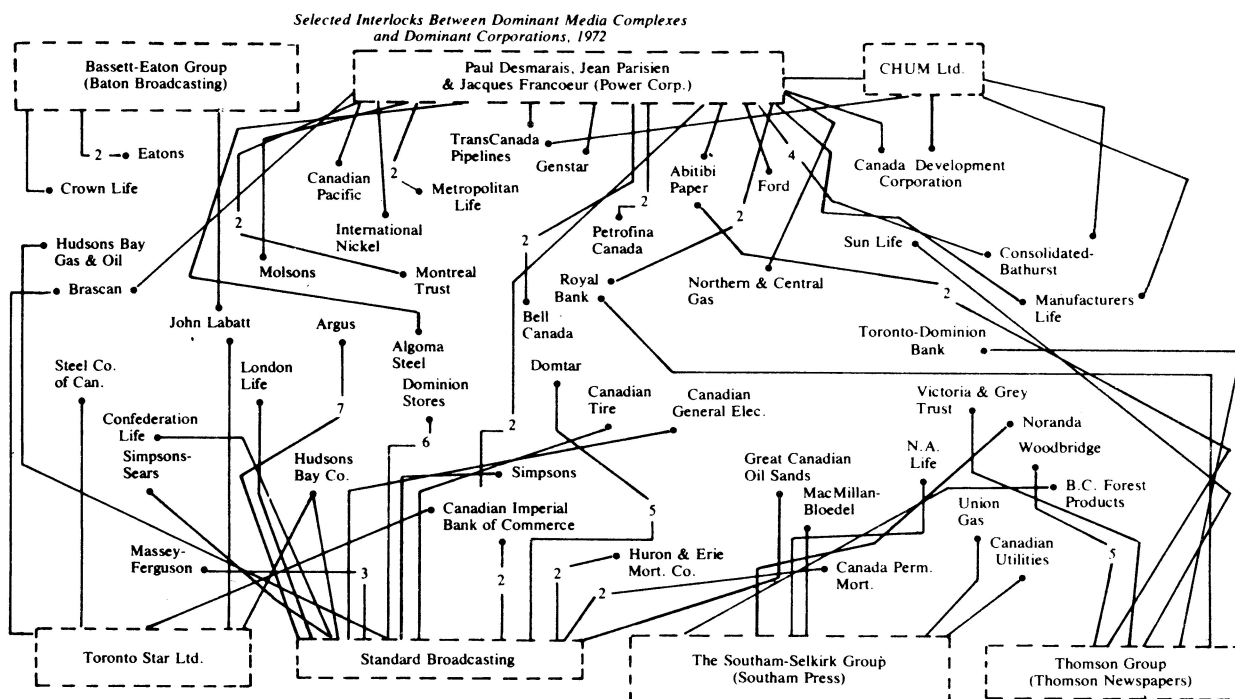 Selected Interlocks Between Dominant Media Complexes
and Dominant Corporations, 1972
Bassett-Eaton Group
(Baton Broadcasting)
Paul Desmarais, Jean Parisien
& Jacques Francoeur (Power Corp.)
CHUM Ltd.
2
Eatons
Crown Life
Canadian
Pacific
2
Metropolitan
Life
International
Nickel
TransCanada
Pipelines
Genstar
Abitibi
Paper
4
Ford
Canada Development
Corporation
2
2
Petrofina
Canada
2
2
Hudsons Bay
Gas & Oil
Brascan
Molsons
Montreal
Trust
Royal
Bank
Northern & Central
Gas
Sun Life
Consolidated-
Bathurst
2
Manufacturers
Life
Bell
Canada
John Labatt
Argus
Algoma
Steel
Toronto-Dominion
Bank
Steel Co.
of Can.
London
Life
7
Dominion
Stores
Domtar
Canadian
Tire
Canadian
General Elec.
Victoria & Grey
Trust
Noranda
Confederation
Life
6
2
Woodbridge
Simpsons-
Sears
Hudsons
Bay Co.
Simpsons
Great Canadian
Oil Sands
N.A.
Life
B.C. Forest
Products
MacMillan-
Bloedel
Union
Gas
Canadian Imperial
Bank of Commerce
5
Canadian
Utilities
Massey-
Ferguson
3
2
2
Huron & Erie
Mort. Co.
2
Canada Perm.
Mort.
5
Toronto Star Ltd.
Standard Broadcasting
The Southam-Selkirk Group
(Southam Press)
Thomson Group
(Thomson Newspapers)